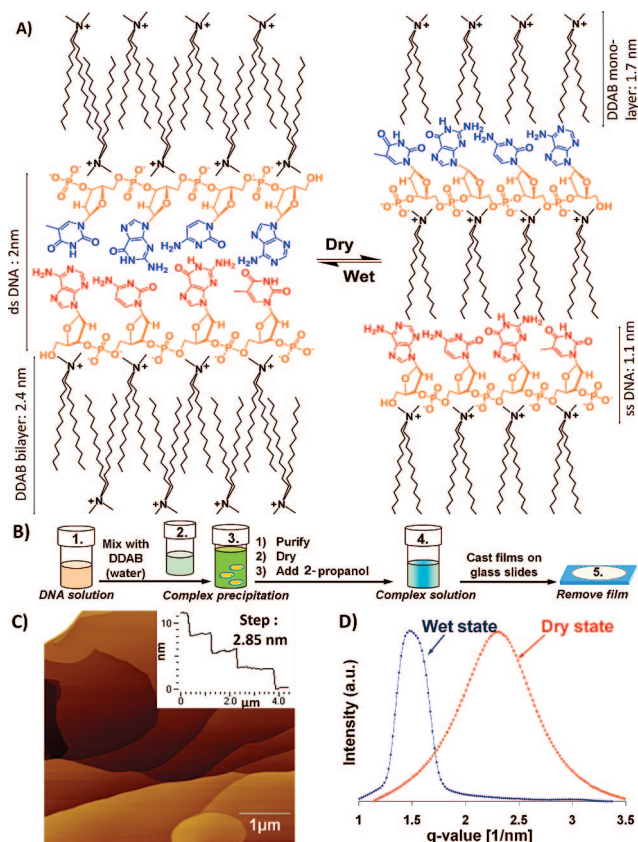 A)
DDAB mono-
layer: 1.7 nm
ds DNA : 2nm
Dry
Wet
DDAB bilayer: 2.4 nm
ss DNA: 1.1 nm
B)
1.
Mix with
DDAB
(water)
2.
3.
1) Purify
2) Dry
3) Add 2-propanol
4.
Cast films on
glass slides
5.
DNA solution
Complex precipitation
Complex solution
Remove film
C)
Step :
2.85 nm
nm
10
0
0
μm
2.0
4.0
1μm
D)
Wet state
Dry state
Intensity (a.u.)
1
1.5
2
2.5
3
3.5
q-value [1/nm]